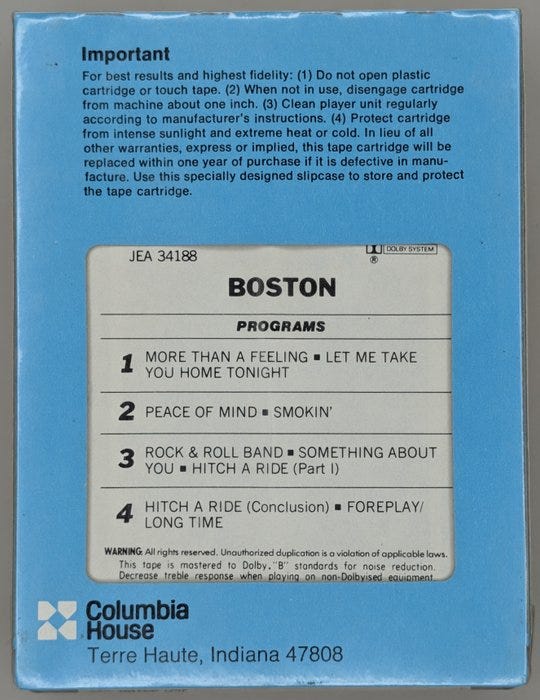 Important
For best results and highest fidelity: (1) Do not open plastic
cartridge or touch tape. (2) When not in use, disengage cartridge
from machine about one inch. (3) Clean player unit regularly
according to manufacturer's instructions. (4) Protect cartridge
from intense sunlight and extreme heat or cold. In lieu of all
other warranties, express or implied, this tape cartridge will be
replaced within one year of purchase if it is defective in manu-
facture. Use this specially designed slipcase to store and protect
the tape cartridge.
JEA 34188
DOLBY SYSTEM
®
BOSTON
PROGRAMS
1 MORE THAN A FEELING ▪ LET ME TAKE
YOU HOME TONIGHT
2 PEACE OF MIND ▪ SMOKIN'
3 ROCK & ROLL BAND ▪ SOMETHING ABOUT
YOU ▪ HITCH A RIDE (Part I)
4 HITCH A RIDE (Conclusion) ▪ FOREPLAY/
LONG TIME
WARNING: All rights reserved. Unauthorized duplication is a violation of applicable laws.
This tape is mastered to Dolby,"B" standards for noise reduction.
Decrease treble response when playing on non-Dolbyised equipment.
Columbia
House
Terre Haute, Indiana 47808